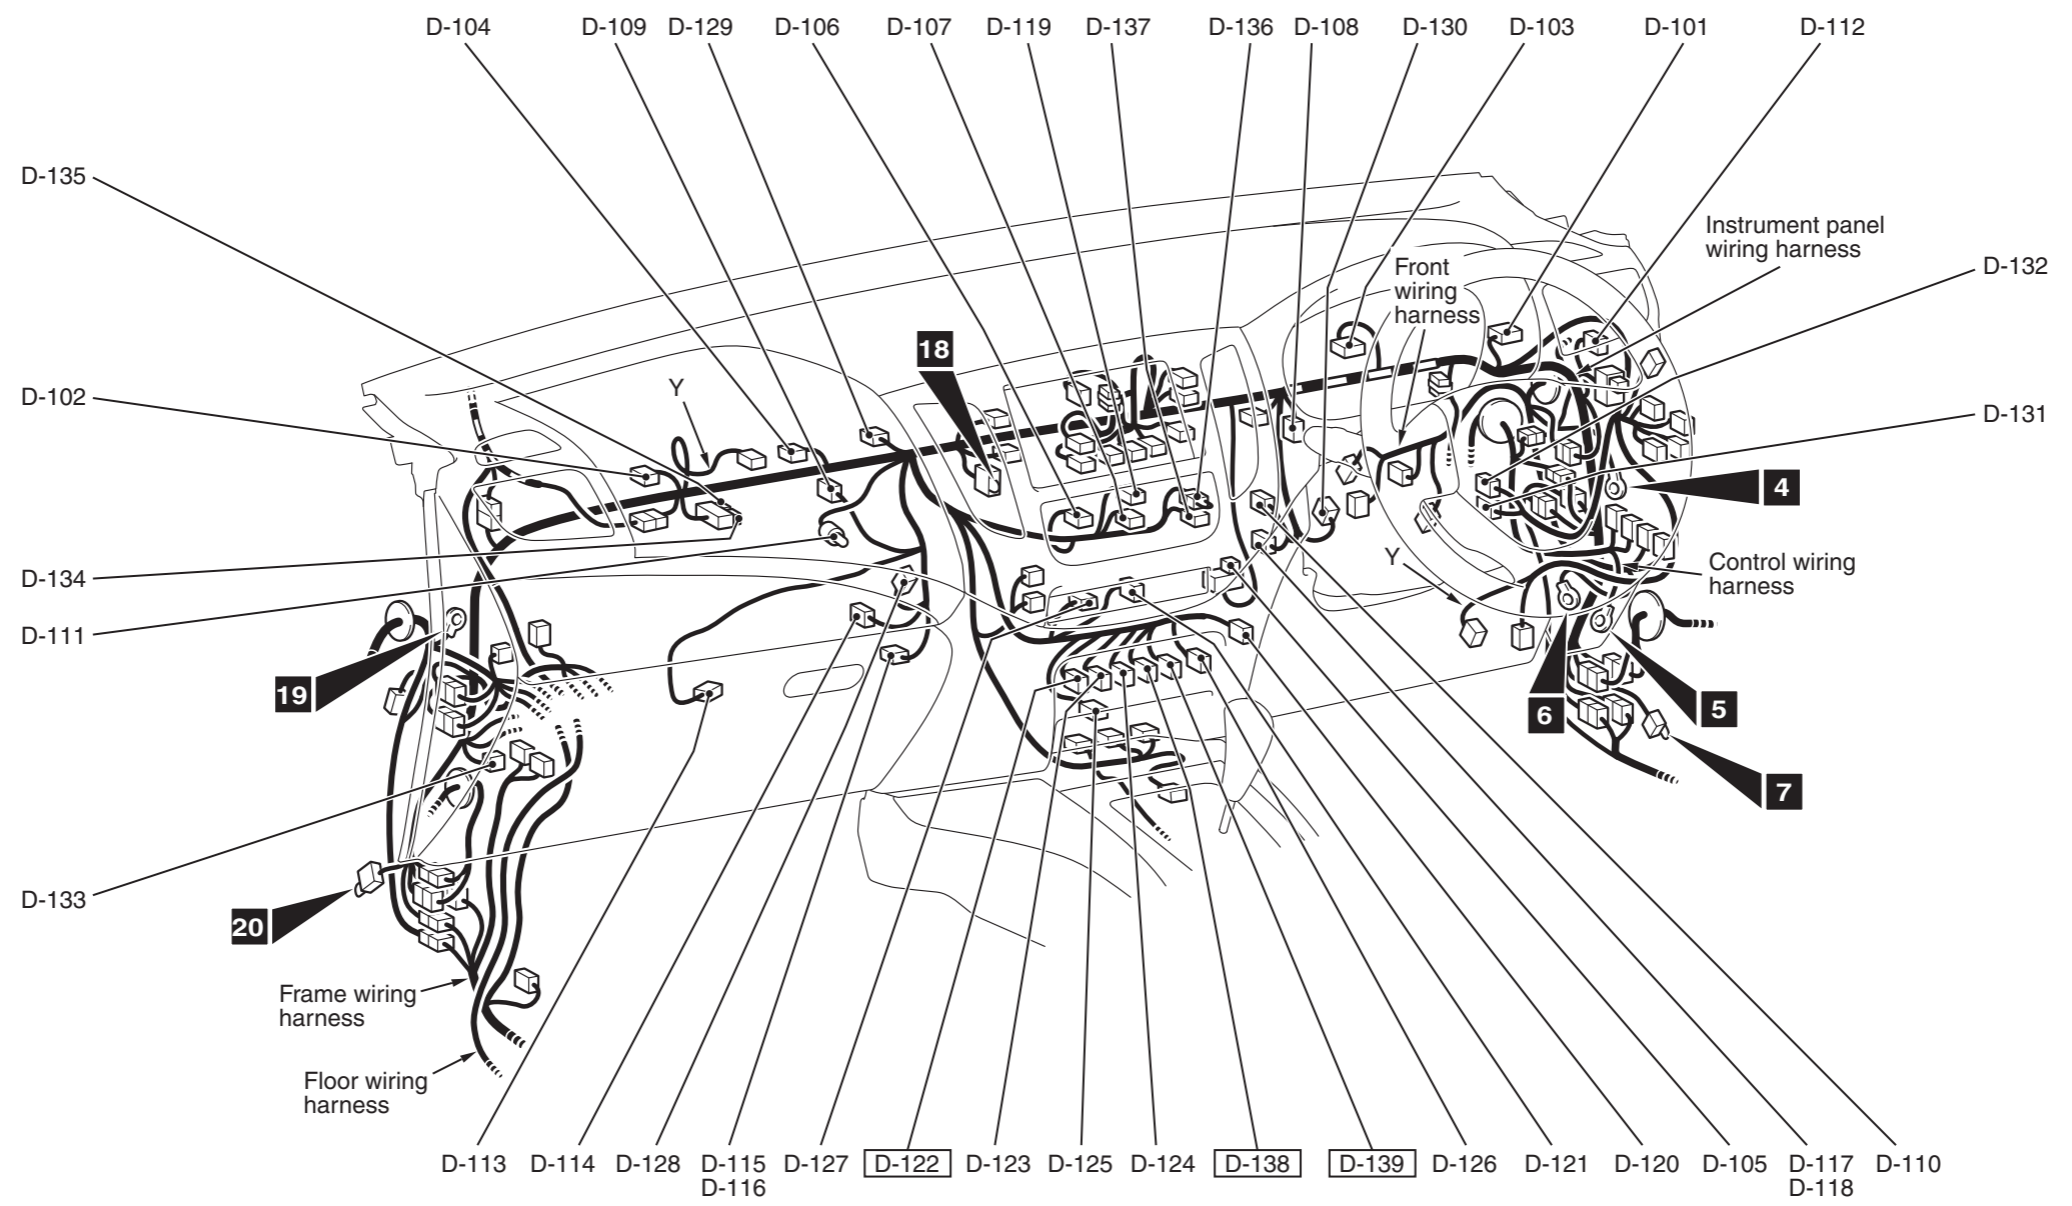 D-104 D-109 D-129 D-106 D-107 D-119 D-137 D-136 D-108 D-130 D-103 D-101 D-112
D-135
Instrument panel
wiring harness
Front
wiring
harness
D-132
18
Y
D-102
D-131
4
D-134
Y
Control wiring
harness
D-111
19
6
5
7
D-133
20
Frame wiring
harness
Floor wiring
harness
D-113 D-114 D-128 D-115 D-127 D-122 D-123 D-125 D-124 D-138 D-139 D-126 D-121 D-120 D-105 D-117 D-110
D-116 D-118